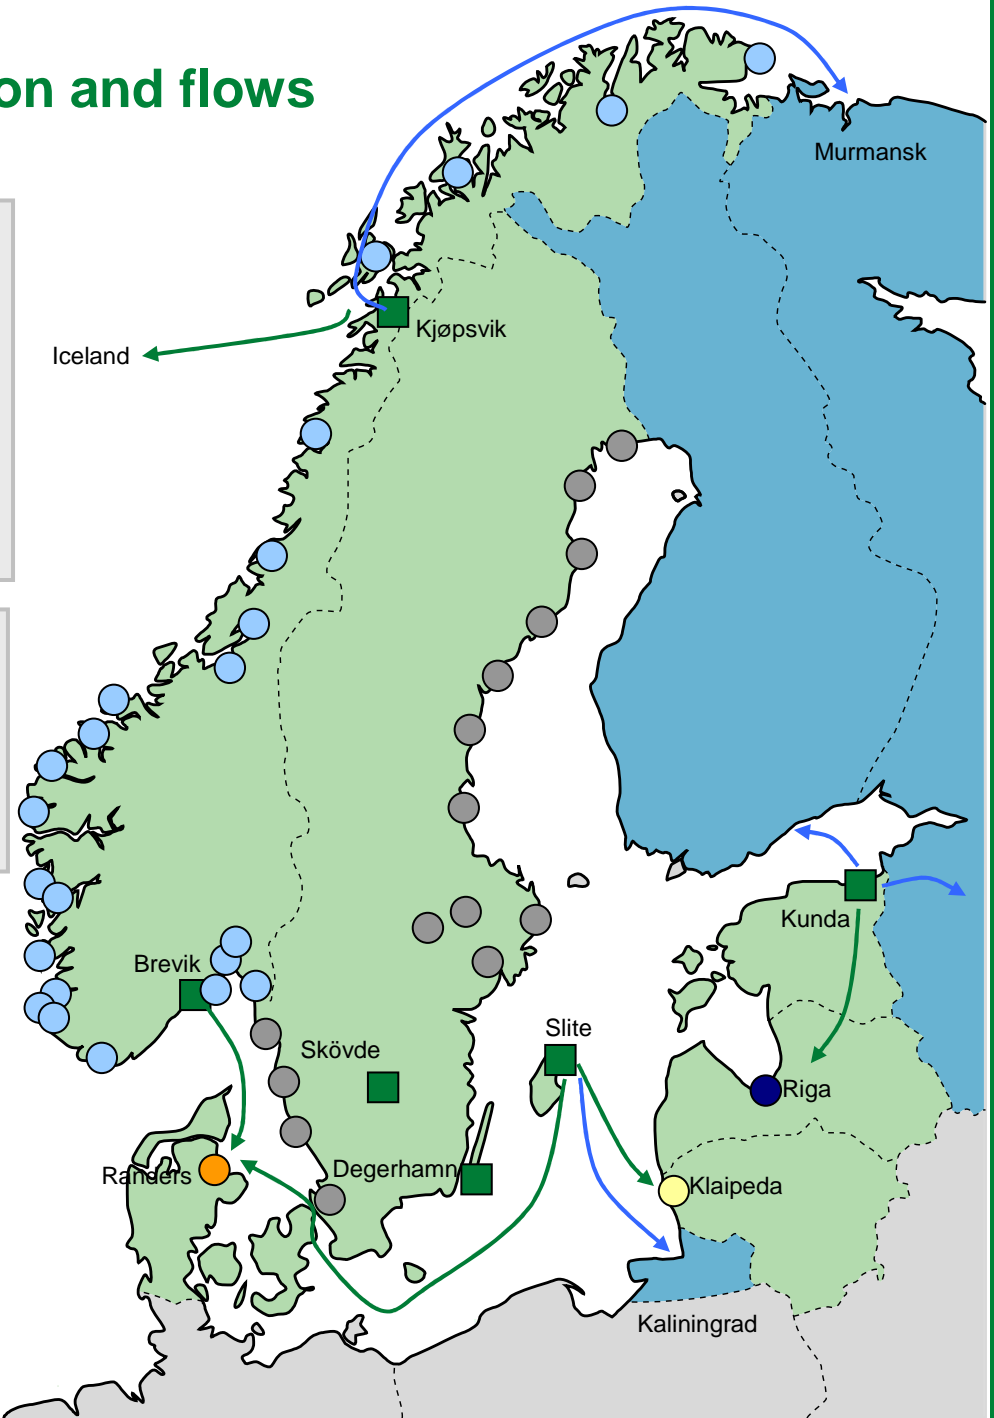 on and flows
Murmansk
Kjøpsvik
Iceland
Kunda
Brevik
Slite
Skövde
Riga
Degerhamn
Randers
Klaipeda
Kaliningrad